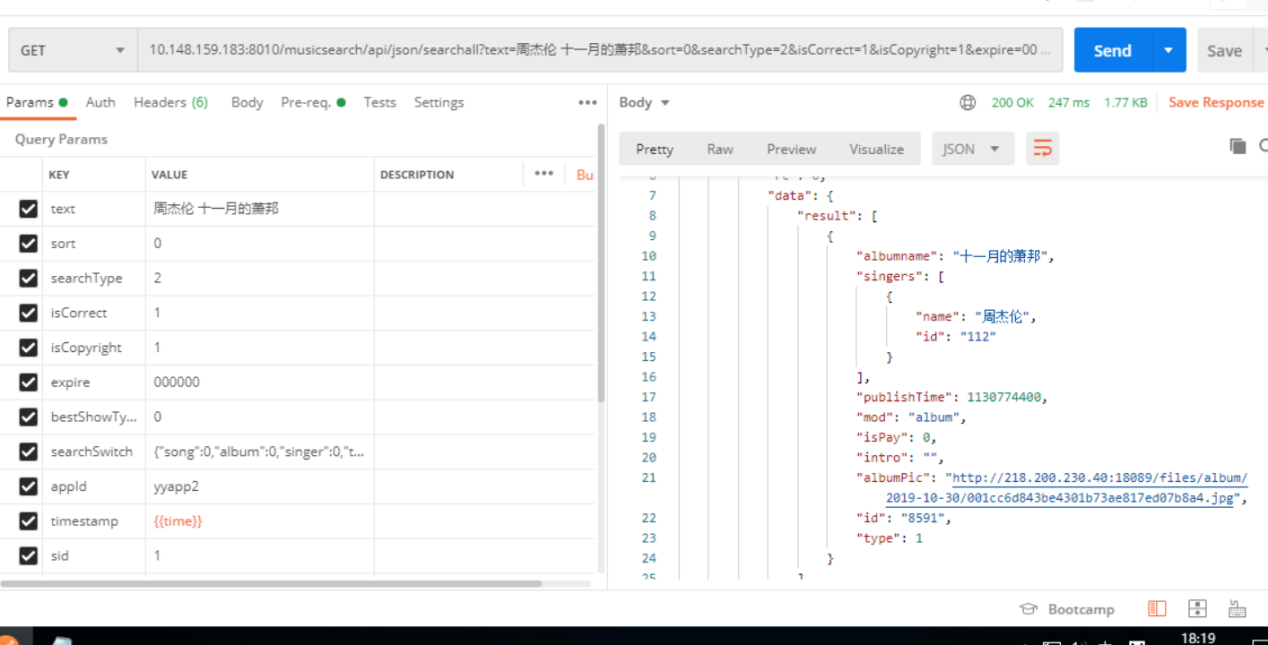 GET 10.148.159.183:8010/musicsearch/api/json/searchall?text=周杰伦 十一月的萧邦&sort=0&searchType=2&isCorrect=1&isCopyright=1&expire=00 ... Send Save
Params Auth Headers (6) Body Pre-req. Tests Settings ••• Body 200 OK 247 ms 1.77 KB Save Response
Query Params
Pretty Raw Preview Visualize JSON
KEY VALUE DESCRIPTION ••• Bu
text 周杰伦 十一月的萧邦
sort 0
searchType 2
isCorrect 1
isCopyright 1
expire 000000
bestShowTy... 0
searchSwitch {"song":0,"album":0,"singer":0,"t...
appId yyapp2
timestamp {{time}}
sid 1
7 "data": {
8 "result": [
9 {
10 "albumname": "十一月的萧邦",
11 "singers": [
12 {
13 "name": "周杰伦",
14 "id": "112"
15 }
16 ],
17 "publishTime": 1130774400,
18 "mod": "album",
19 "isPay": 0,
20 "intro": "",
21 "albumPic": "http://218.200.230.40:18089/files/album/
2019-10-30/001cc6d843be4301b73ae817ed07b8a4.jpg",
22 "id": "8591",
23 "type": 1
24 }
25 ]
Bootcamp
18:19